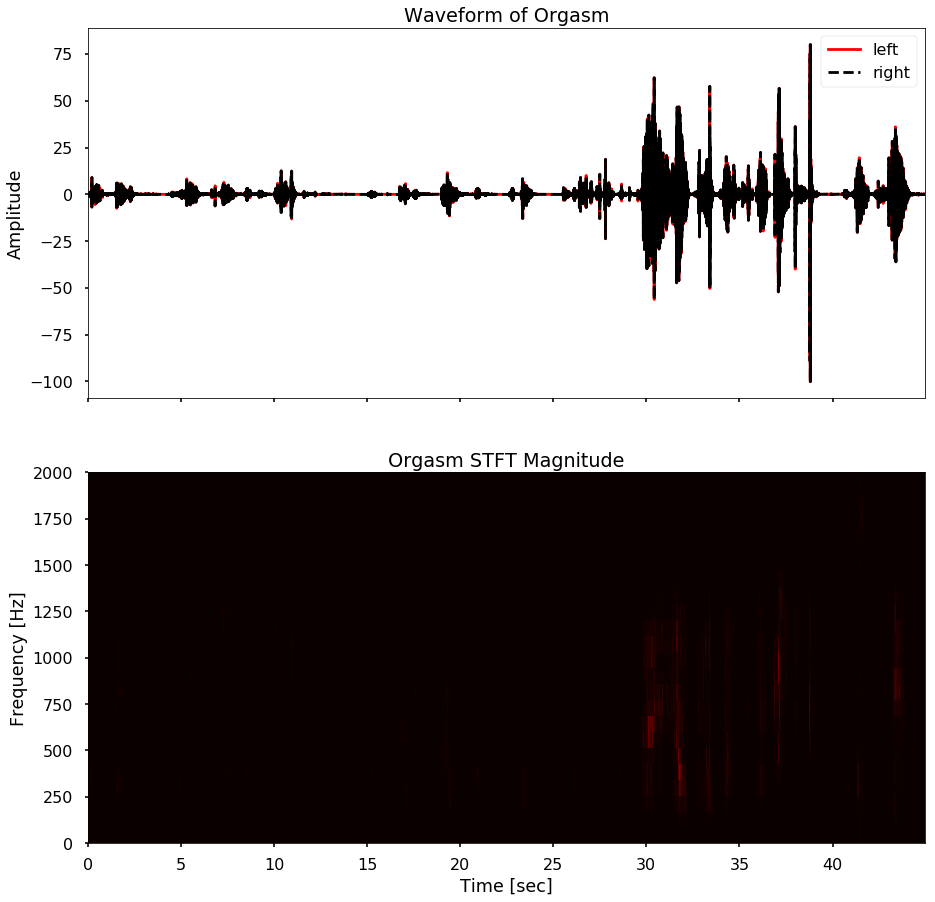 Waveform of Orgasm
75
50
25
0
−25
−50
−75
−100
Amplitude
left
right
Orgasm STFT Magnitude
2000
1750
1500
1250
1000
750
500
250
0
Frequency [Hz]
0 5 10 15 20 25 30 35 40
Time [sec]